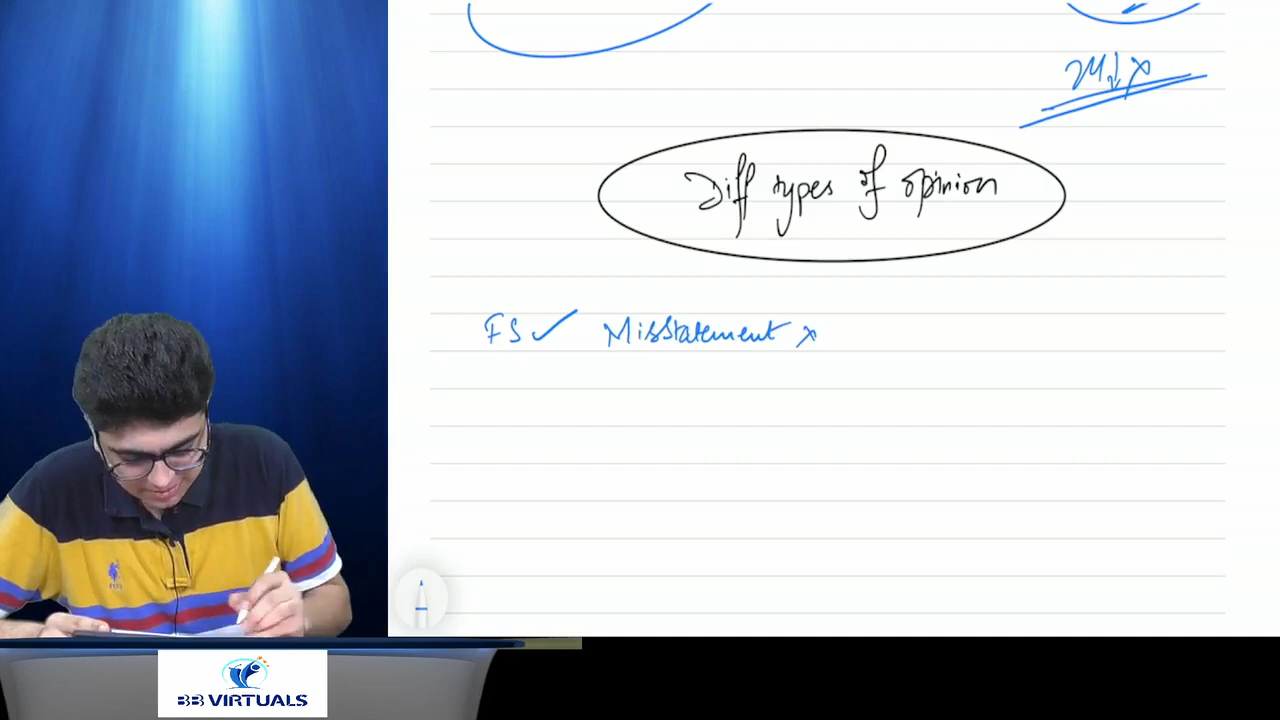 Diff types of opinion
FS ✓ Misstatement ×
BB VIRTUALS